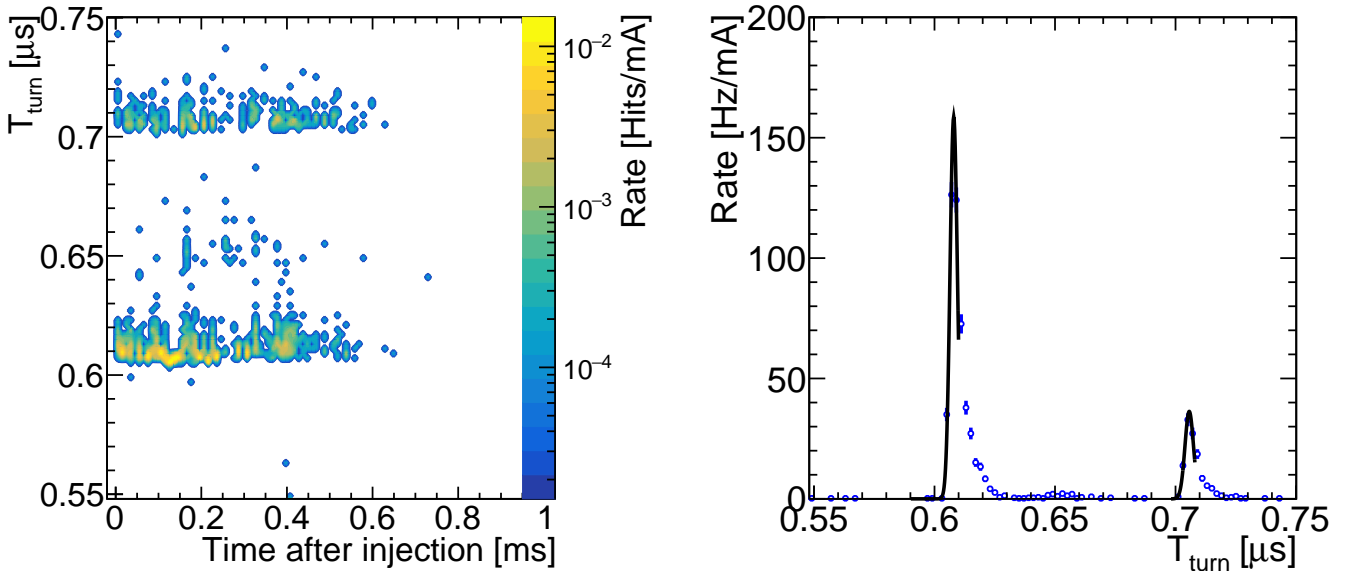 T_turn [μs]
0.75
0.7
0.65
0.6
0.55
0 0.2 0.4 0.6 0.8 1
Time after injection [ms]
10⁻²
10⁻³
10⁻⁴
Rate [Hits/mA]
Rate [Hz/mA]
200
150
100
50
0
0.55 0.6 0.65 0.7 0.75
T_turn [μs]